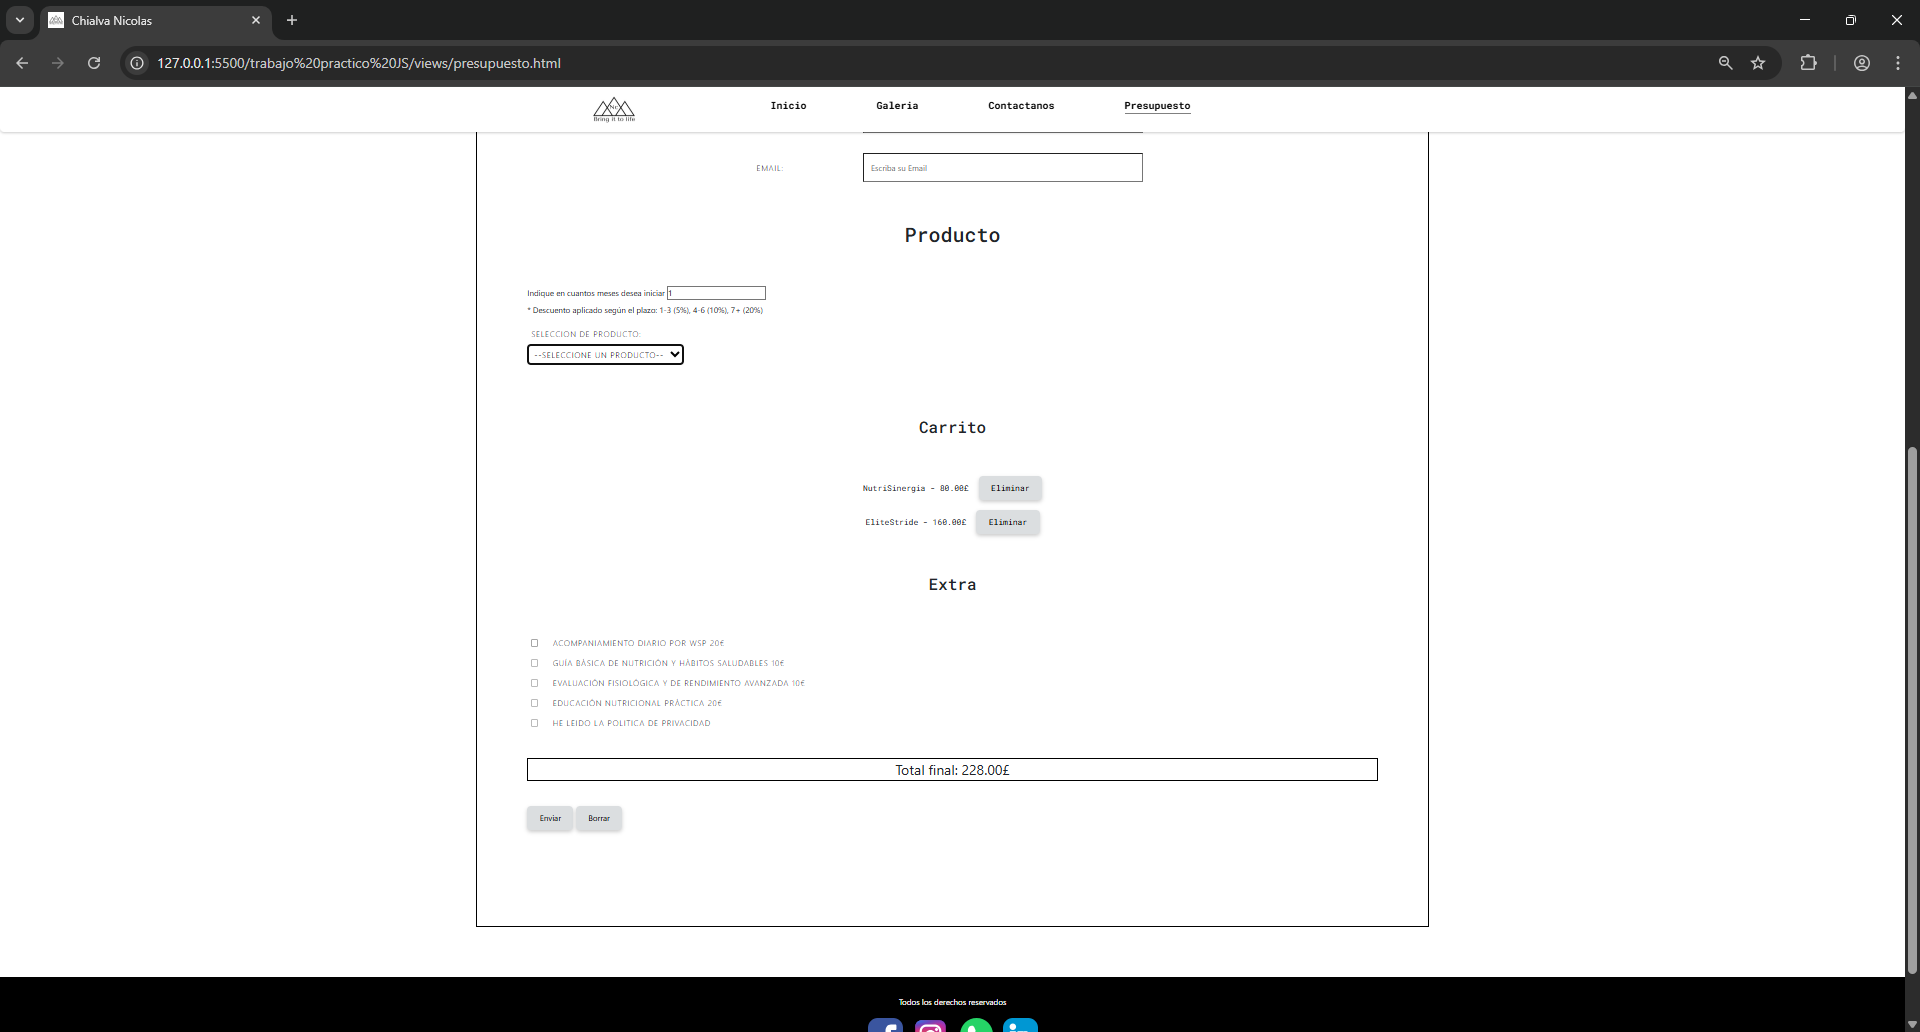 Chialva Nicolas
127.0.0.1:5500/trabajo%20practico%20JS/views/presupuesto.html
Bring it to life
Inicio
Galeria
Contactanos
Presupuesto
EMAIL:
Escriba su Email
Producto
Indique en cuantos meses desea iniciar 1
* Descuento aplicado según el plazo: 1-3 (5%), 4-6 (10%), 7+ (20%)
SELECCION DE PRODUCTO:
--SELECCIONE UN PRODUCTO--
Carrito
NutriSinergia - 80.00£ Eliminar
EliteStride - 160.00£ Eliminar
Extra
ACOMPANIAMIENTO DIARIO POR WSP 20€
GUÍA BÁSICA DE NUTRICIÓN Y HÁBITOS SALUDABLES 10€
EVALUACIÓN FISIOLÓGICA Y DE RENDIMIENTO AVANZADA 10€
EDUCACIÓN NUTRICIONAL PRÁCTICA 20€
HE LEIDO LA POLITICA DE PRIVACIDAD
Total final: 228.00£
Enviar
Borrar
Todos los derechos reservados